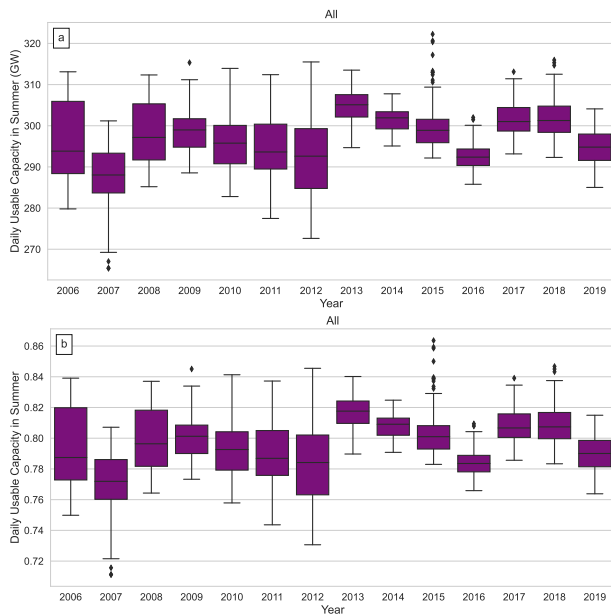 All
a
Daily Usable Capacity in Summer (GW)
320
310
300
290
280
270
2006 2007 2008 2009 2010 2011 2012 2013 2014 2015 2016 2017 2018 2019
Year
All
b
Daily Usable Capacity in Summer
0.86
0.84
0.82
0.80
0.78
0.76
0.74
0.72
2006 2007 2008 2009 2010 2011 2012 2013 2014 2015 2016 2017 2018 2019
Year